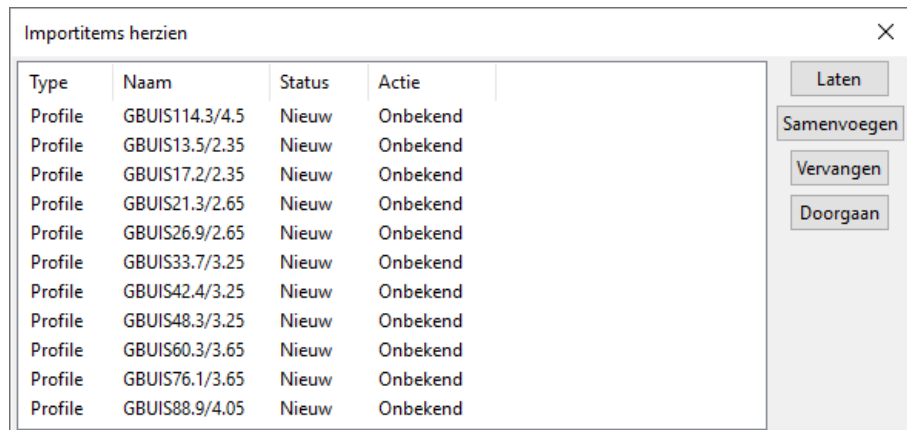 Importitems herzien
Type Naam Status Actie
Profile GBUIS114.3/4.5 Nieuw Onbekend
Profile GBUIS13.5/2.35 Nieuw Onbekend
Profile GBUIS17.2/2.35 Nieuw Onbekend
Profile GBUIS21.3/2.65 Nieuw Onbekend
Profile GBUIS26.9/2.65 Nieuw Onbekend
Profile GBUIS33.7/3.25 Nieuw Onbekend
Profile GBUIS42.4/3.25 Nieuw Onbekend
Profile GBUIS48.3/3.25 Nieuw Onbekend
Profile GBUIS60.3/3.65 Nieuw Onbekend
Profile GBUIS76.1/3.65 Nieuw Onbekend
Profile GBUIS88.9/4.05 Nieuw Onbekend
Laten
Samenvoegen
Vervangen
Doorgaan